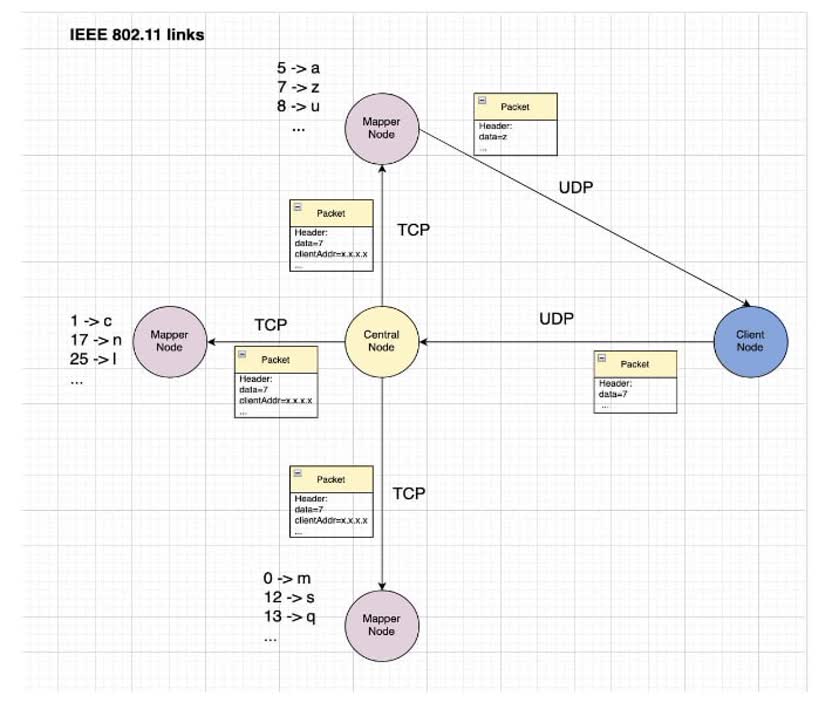 IEEE 802.11 links
5 -> a
7 -> z
8 -> u
...
Mapper
Node
Packet
Header:
data=z
...
UDP
Packet
Header:
data=7
clientAddr=x.x.x.x
...
TCP
1 -> c
17 -> n
25 -> l
...
Mapper
Node
TCP
Packet
Header:
data=7
clientAddr=x.x.x.x
...
Central
Node
UDP
Packet
Header:
data=7
...
Client
Node
Packet
Header:
data=7
clientAddr=x.x.x.x
...
TCP
0 -> m
12 -> s
13 -> q
...
Mapper
Node